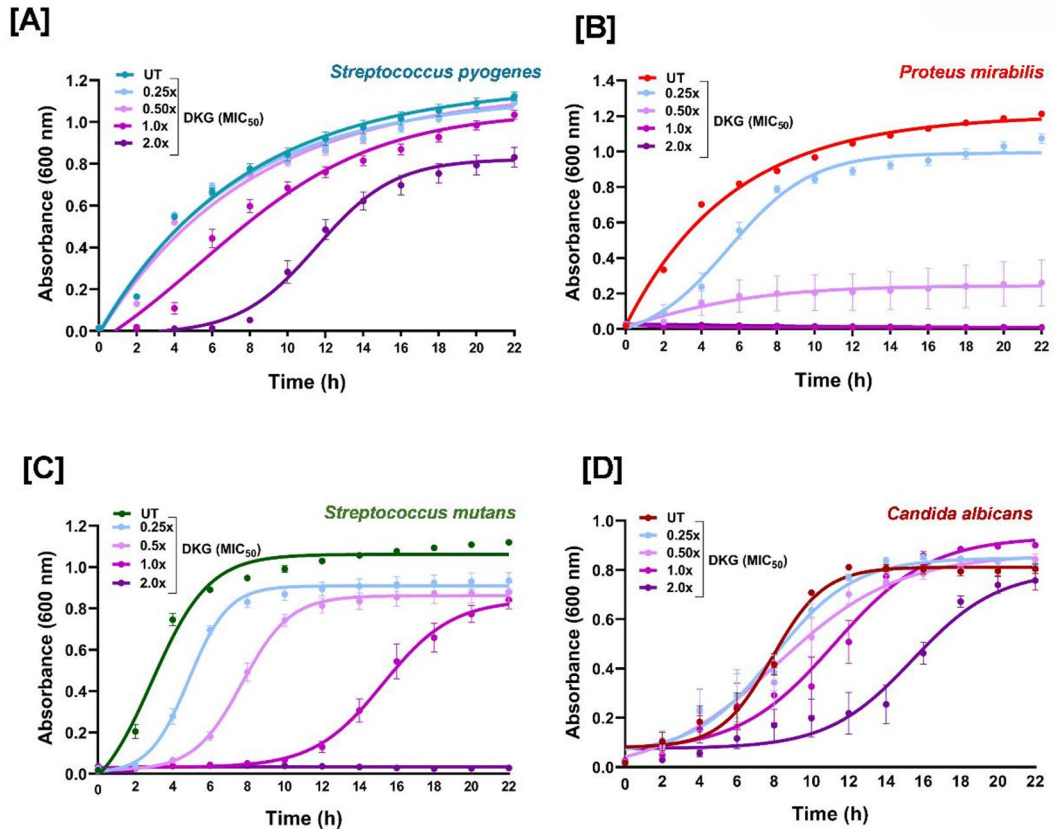 [A]
Streptococcus pyogenes
UT
0.25x
0.50x
1.0x
2.0x
DKG (MIC50)
Absorbance (600 nm)
1.2
1.0
0.8
0.6
0.4
0.2
0.0
0 2 4 6 8 10 12 14 16 18 20 22
Time (h)
[B]
Proteus mirabilis
UT
0.25x
0.50x
1.0x
2.0x
DKG (MIC50)
Absorbance (600 nm)
1.4
1.2
1.0
0.8
0.6
0.4
0.2
0.0
0 2 4 6 8 10 12 14 16 18 20 22
Time (h)
[C]
Streptococcus mutans
UT
0.25x
0.5x
1.0x
2.0x
DKG (MIC50)
Absorbance (600 nm)
1.2
1.0
0.8
0.6
0.4
0.2
0.0
0 2 4 6 8 10 12 14 16 18 20 22
Time (h)
[D]
Candida albicans
UT
0.25x
0.50x
1.0x
2.0x
DKG (MIC50)
Absorbance (600 nm)
1.0
0.8
0.6
0.4
0.2
0.0
0 2 4 6 8 10 12 14 16 18 20 22
Time (h)